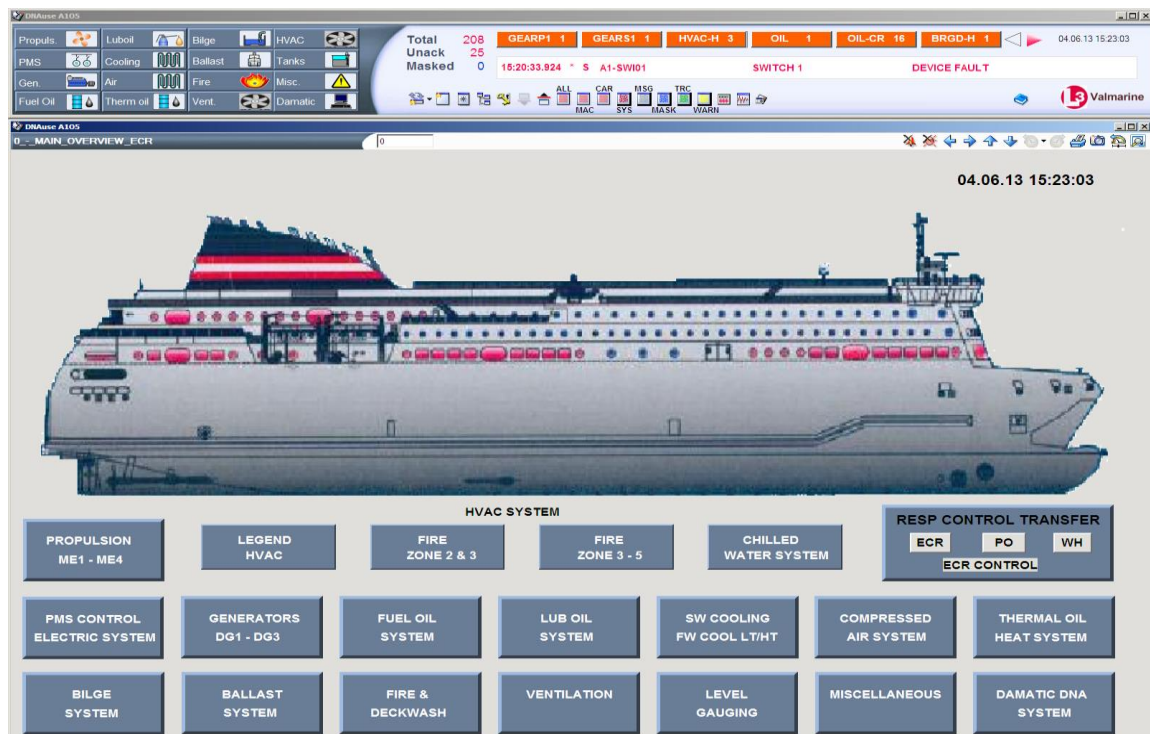 DNAuse A105
Propuls. Luboil Bilge HVAC
PMS Cooling Ballast Tanks
Gen. Air Fire Misc.
Fuel Oil Therm oil Vent. Damatic
Total 208
Unack 25
Masked 0
GEARP1 1 GEARS1 1 HVAC-H 3 OIL 1 OIL-CR 16 BRGD-H 1
04.06.13 15:23:03
15:20:33.924 * S A1-SWI01 SWITCH 1 DEVICE FAULT
ALL CAR MSG TRC
MAC SYS MASK WARN
L3 Valmarine
DNAuse A105
0_-_MAIN_OVERVIEW_ECR
0
04.06.13 15:23:03
HVAC SYSTEM
PROPULSION
ME1 - ME4
LEGEND
HVAC
FIRE
ZONE 2 & 3
FIRE
ZONE 3 - 5
CHILLED
WATER SYSTEM
RESP CONTROL TRANSFER
ECR PO WH
ECR CONTROL
PMS CONTROL
ELECTRIC SYSTEM
GENERATORS
DG1 - DG3
FUEL OIL
SYSTEM
LUB OIL
SYSTEM
SW COOLING
FW COOL LT/HT
COMPRESSED
AIR SYSTEM
THERMAL OIL
HEAT SYSTEM
BILGE
SYSTEM
BALLAST
SYSTEM
FIRE &
DECKWASH
VENTILATION
LEVEL
GAUGING
MISCELLANEOUS
DAMATIC DNA
SYSTEM